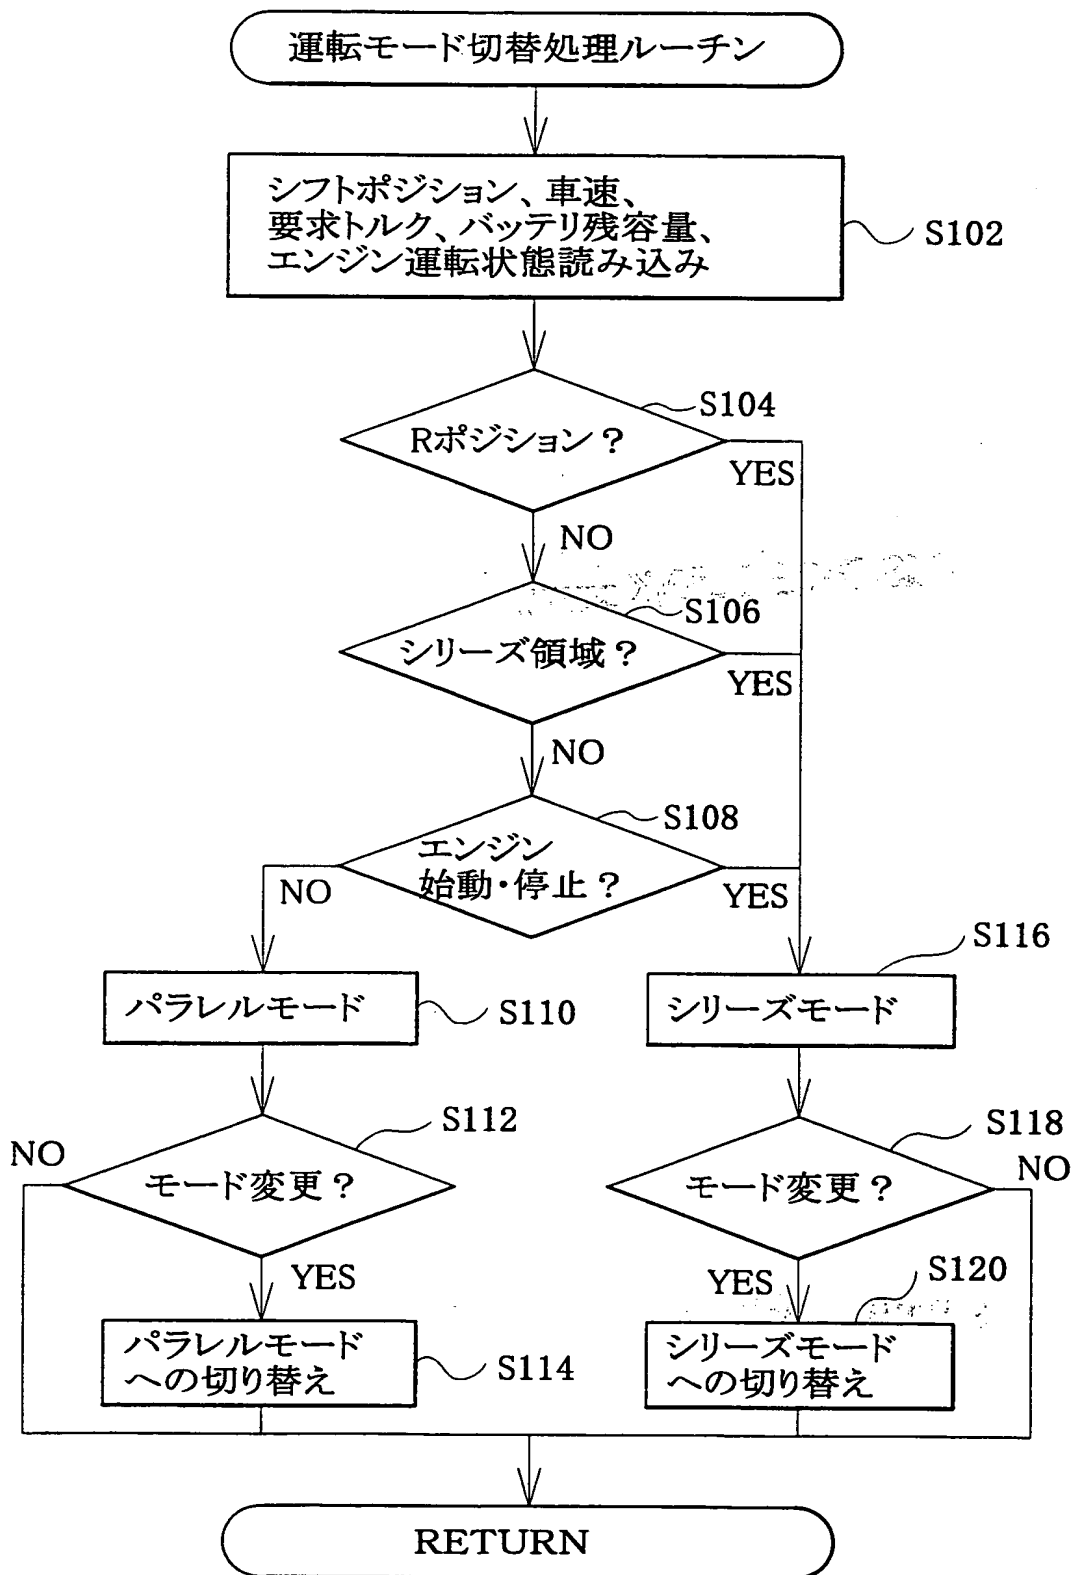 運転モード切替処理ルーチン
シフトポジション、車速、
要求トルク、バッテリ残容量、
エンジン運転状態読み込み
S102
S104
Rポジション？
YES
NO
S106
シリーズ領域？
YES
NO
S108
エンジン
始動・停止？
NO
YES
S116
パラレルモード
S110
シリーズモード
S112
S118
NO
モード変更？
モード変更？
NO
YES
YES
S120
パラレルモード
への切り替え
S114
シリーズモード
への切り替え
RETURN